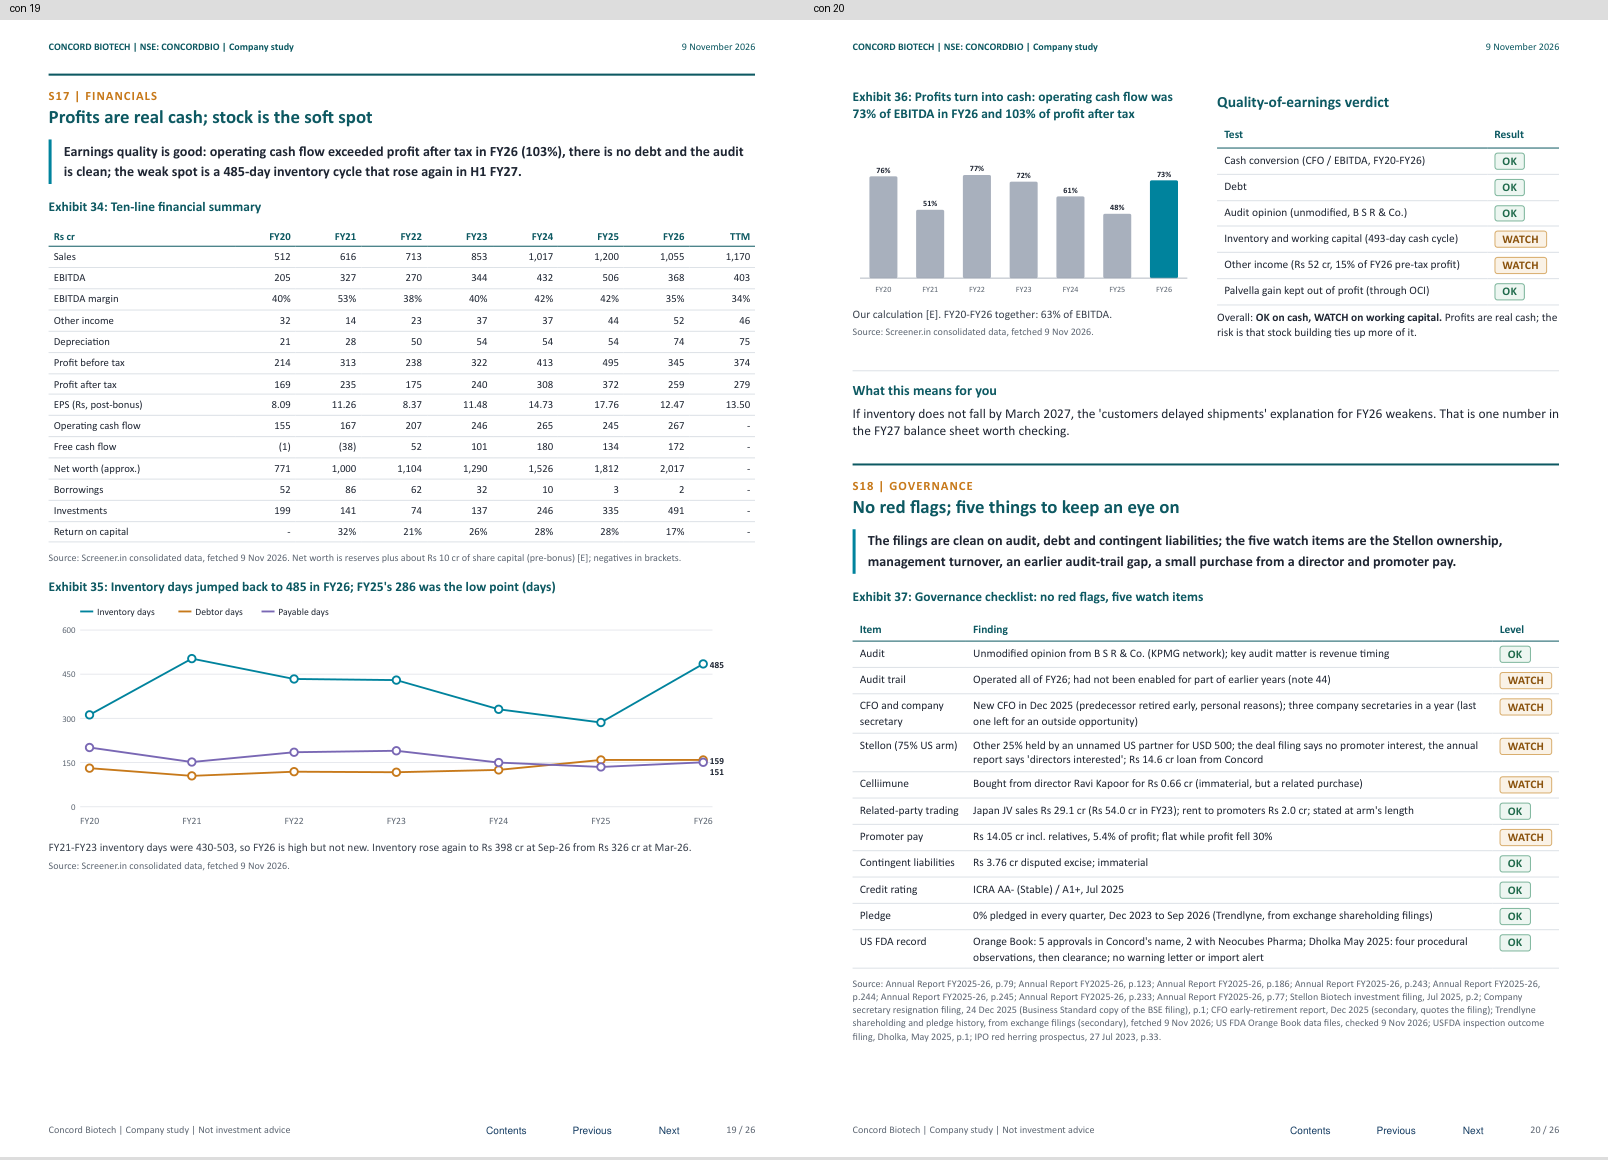 con 19
CONCORD BIOTECH | NSE: CONCORDBIO | Company study
9 November 2026
S17 | FINANCIALS
Profits are real cash; stock is the soft spot
Earnings quality is good: operating cash flow exceeded profit after tax in FY26 (103%), there is no debt and the audit
is clean; the weak spot is a 485-day inventory cycle that rose again in H1 FY27.
Exhibit 34: Ten-line financial summary
Rs cr FY20 FY21 FY22 FY23 FY24 FY25 FY26 TTM
Sales 512 616 713 853 1,017 1,200 1,055 1,170
EBITDA 205 327 270 344 432 506 368 403
EBITDA margin 40% 53% 38% 40% 42% 42% 35% 34%
Other income 32 14 23 37 37 44 52 46
Depreciation 21 28 50 54 54 54 74 75
Profit before tax 214 313 238 322 413 495 345 374
Profit after tax 169 235 175 240 308 372 259 279
EPS (Rs, post-bonus) 8.09 11.26 8.37 11.48 14.73 17.76 12.47 13.50
Operating cash flow 155 167 207 246 265 245 267 -
Free cash flow (1) (38) 52 101 180 134 172 -
Net worth (approx.) 771 1,000 1,104 1,290 1,526 1,812 2,017 -
Borrowings 52 86 62 32 10 3 2 -
Investments 199 141 74 137 246 335 491 -
Return on capital - 32% 21% 26% 28% 28% 17% -
Source: Screener.in consolidated data, fetched 9 Nov 2026. Net worth is reserves plus about Rs 10 cr of share capital (pre-bonus) [E]; negatives in brackets.
Exhibit 35: Inventory days jumped back to 485 in FY26; FY25's 286 was the low point (days)
Inventory days Debtor days Payable days
600
450
300
150
0
485
159
151
FY20 FY21 FY22 FY23 FY24 FY25 FY26
FY21-FY23 inventory days were 430-503, so FY26 is high but not new. Inventory rose again to Rs 398 cr at Sep-26 from Rs 326 cr at Mar-26.
Source: Screener.in consolidated data, fetched 9 Nov 2026.
Concord Biotech | Company study | Not investment advice
Contents Previous Next 19 / 26
con 20
CONCORD BIOTECH | NSE: CONCORDBIO | Company study
9 November 2026
Exhibit 36: Profits turn into cash: operating cash flow was
73% of EBITDA in FY26 and 103% of profit after tax
76% 51% 77% 72% 61% 48% 73%
FY20 FY21 FY22 FY23 FY24 FY25 FY26
Our calculation [E]. FY20-FY26 together: 63% of EBITDA.
Source: Screener.in consolidated data, fetched 9 Nov 2026.
Quality-of-earnings verdict
Test Result
Cash conversion (CFO / EBITDA, FY20-FY26) OK
Debt OK
Audit opinion (unmodified, B S R & Co.) OK
Inventory and working capital (493-day cash cycle) WATCH
Other income (Rs 52 cr, 15% of FY26 pre-tax profit) WATCH
Palvella gain kept out of profit (through OCI) OK
Overall: OK on cash, WATCH on working capital. Profits are real cash; the
risk is that stock building ties up more of it.
What this means for you
If inventory does not fall by March 2027, the 'customers delayed shipments' explanation for FY26 weakens. That is one number in
the FY27 balance sheet worth checking.
S18 | GOVERNANCE
No red flags; five things to keep an eye on
The filings are clean on audit, debt and contingent liabilities; the five watch items are the Stellon ownership,
management turnover, an earlier audit-trail gap, a small purchase from a director and promoter pay.
Exhibit 37: Governance checklist: no red flags, five watch items
Item Finding Level
Audit Unmodified opinion from B S R & Co. (KPMG network); key audit matter is revenue timing OK
Audit trail Operated all of FY26; had not been enabled for part of earlier years (note 44) WATCH
CFO and company New CFO in Dec 2025 (predecessor retired early, personal reasons); three company secretaries in a year (last WATCH
secretary one left for an outside opportunity)
Stellon (75% US arm) Other 25% held by an unnamed US partner for USD 500; the deal filing says no promoter interest, the annual WATCH
report says 'directors interested'; Rs 14.6 cr loan from Concord
Celliimune Bought from director Ravi Kapoor for Rs 0.66 cr (immaterial, but a related purchase) WATCH
Related-party trading Japan JV sales Rs 29.1 cr (Rs 54.0 cr in FY23); rent to promoters Rs 2.0 cr; stated at arm's length OK
Promoter pay Rs 14.05 cr incl. relatives, 5.4% of profit; flat while profit fell 30% WATCH
Contingent liabilities Rs 3.76 cr disputed excise; immaterial OK
Credit rating ICRA AA- (Stable) / A1+, Jul 2025 OK
Pledge 0% pledged in every quarter, Dec 2023 to Sep 2026 (Trendlyne, from exchange shareholding filings) OK
US FDA record Orange Book: 5 approvals in Concord's name, 2 with Neocubes Pharma; Dholka May 2025: four procedural OK
observations, then clearance; no warning letter or import alert
Source: Annual Report FY2025-26, p.79; Annual Report FY2025-26, p.123; Annual Report FY2025-26, p.186; Annual Report FY2025-26, p.243; Annual Report FY2025-26,
p.244; Annual Report FY2025-26, p.245; Annual Report FY2025-26, p.233; Annual Report FY2025-26, p.77; Stellon Biotech investment filing, Jul 2025, p.2; Company
secretary resignation filing, 24 Dec 2025 (Business Standard copy of the BSE filing), p.1; CFO early-retirement report, Dec 2025 (secondary, quotes the filing); Trendlyne
shareholding and pledge history, from exchange filings (secondary), fetched 9 Nov 2026; US FDA Orange Book data files, checked 9 Nov 2026; USFDA inspection outcome
filing, Dholka, May 2025, p.1; IPO red herring prospectus, 27 Jul 2023, p.33.
Concord Biotech | Company study | Not investment advice
Contents Previous Next 20 / 26